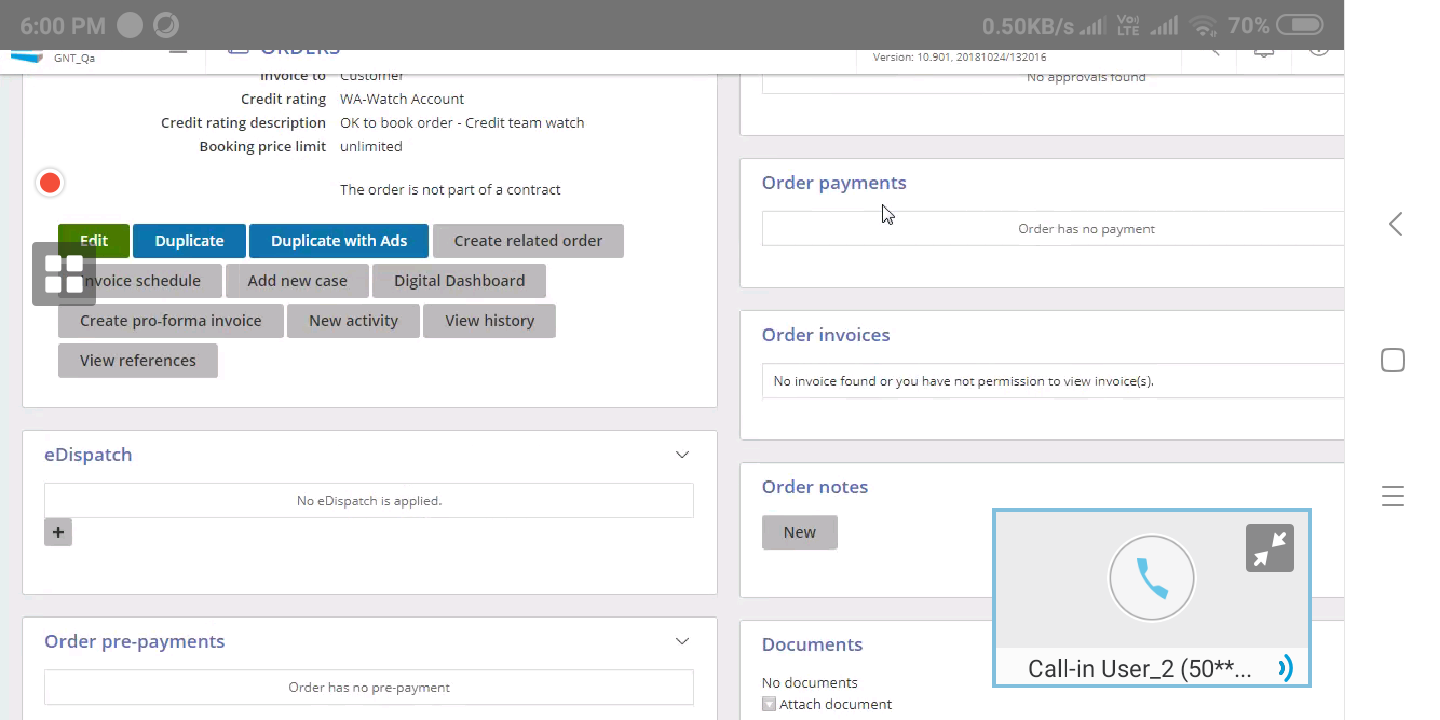 6:00 PM
0.50KB/s Vo) LTE 70%
GNT_Qa
ORDERS
Version: 10.901, 20181024/132016
Invoice to Customer
Credit rating WA-Watch Account
Credit rating description OK to book order - Credit team watch
Booking price limit unlimited
The order is not part of a contract
Edit Duplicate Duplicate with Ads Create related order
Invoice schedule Add new case Digital Dashboard
Create pro-forma invoice New activity View history
View references
eDispatch
No eDispatch is applied.
+
Order pre-payments
Order has no pre-payment
No approvals found
Order payments
Order has no payment
Order invoices
No invoice found or you have not permission to view invoice(s).
Order notes
New
Documents
No documents
Attach document
Call-in User_2 (50**...